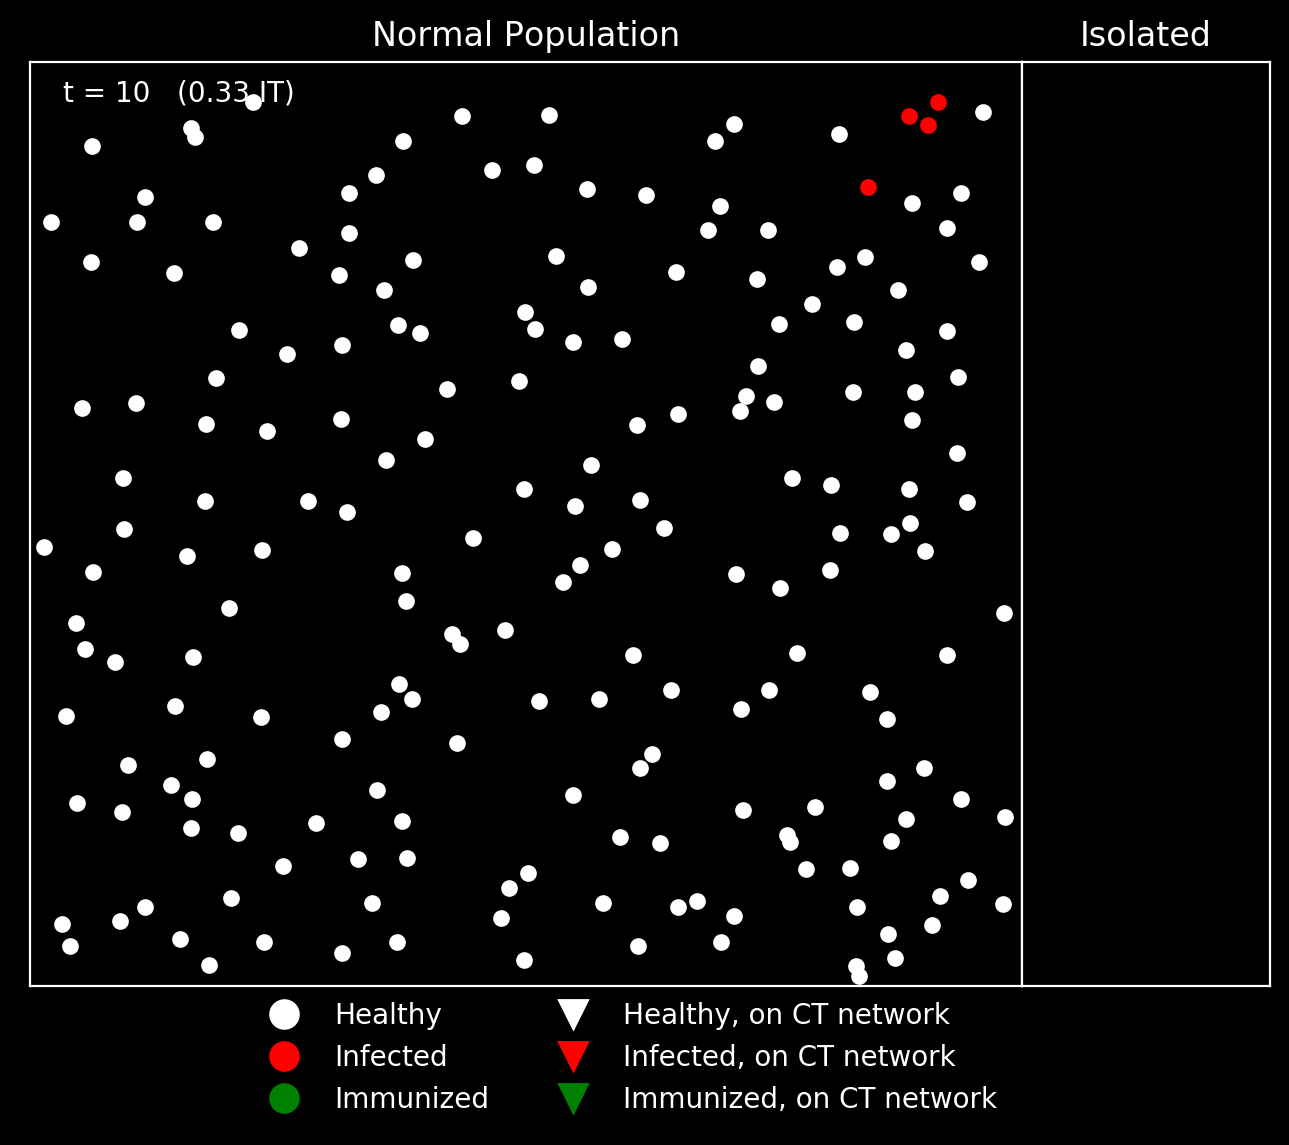 Normal Population
Isolated
t = 10 (0.33 IT)
Healthy
Infected
Immunized
Healthy, on CT network
Infected, on CT network
Immunized, on CT network